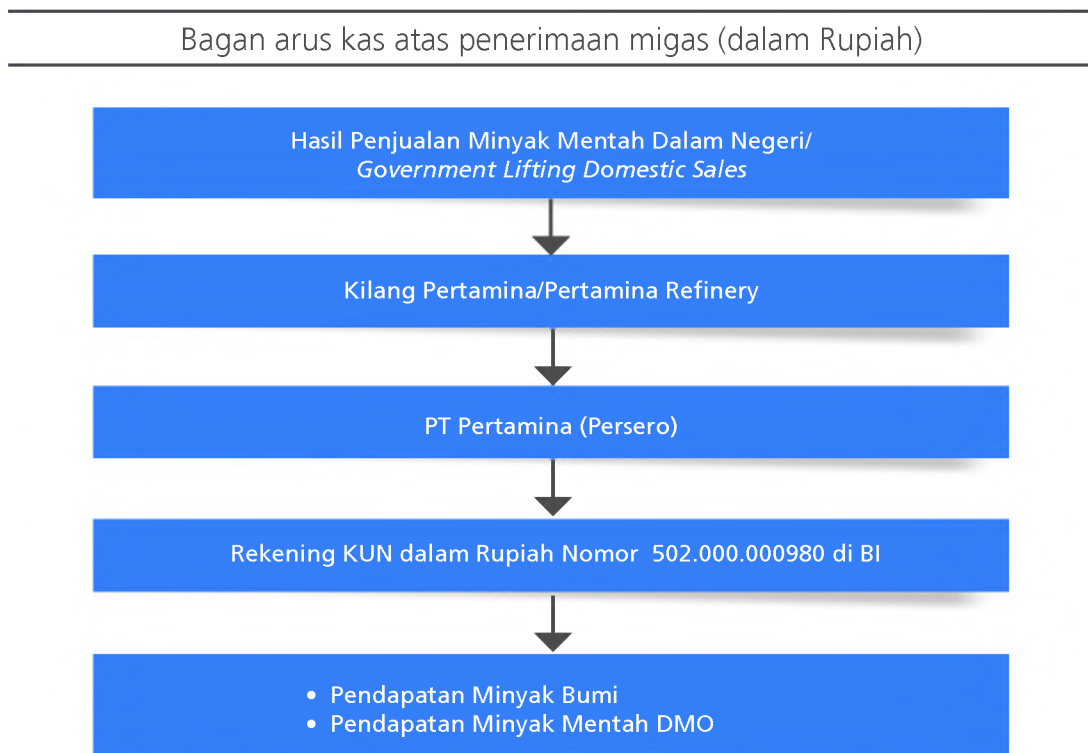 Bagan arus kas atas penerimaan migas (dalam Rupiah)
Hasil Penjualan Minyak Mentah Dalam Negeri/
Government Lifting Domestic Sales
Kilang Pertamina/Pertamina Refinery
PT Pertamina (Persero)
Rekening KUN dalam Rupiah Nomor 502.000.000980 di BI
• Pendapatan Minyak Bumi
• Pendapatan Minyak Mentah DMO